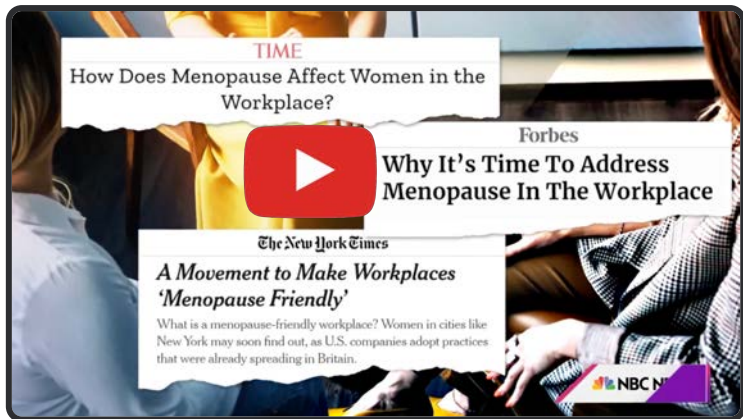 TIME
How Does Menopause Affect Women in the
Workplace?
Forbes
Why It's Time To Address
Menopause In The Workplace
The New York Times
A Movement to Make Workplaces
‘Menopause Friendly’
What is a menopause-friendly workplace? Women in cities like
New York may soon find out, as U.S. companies adopt practices
that were already spreading in Britain.
NBC